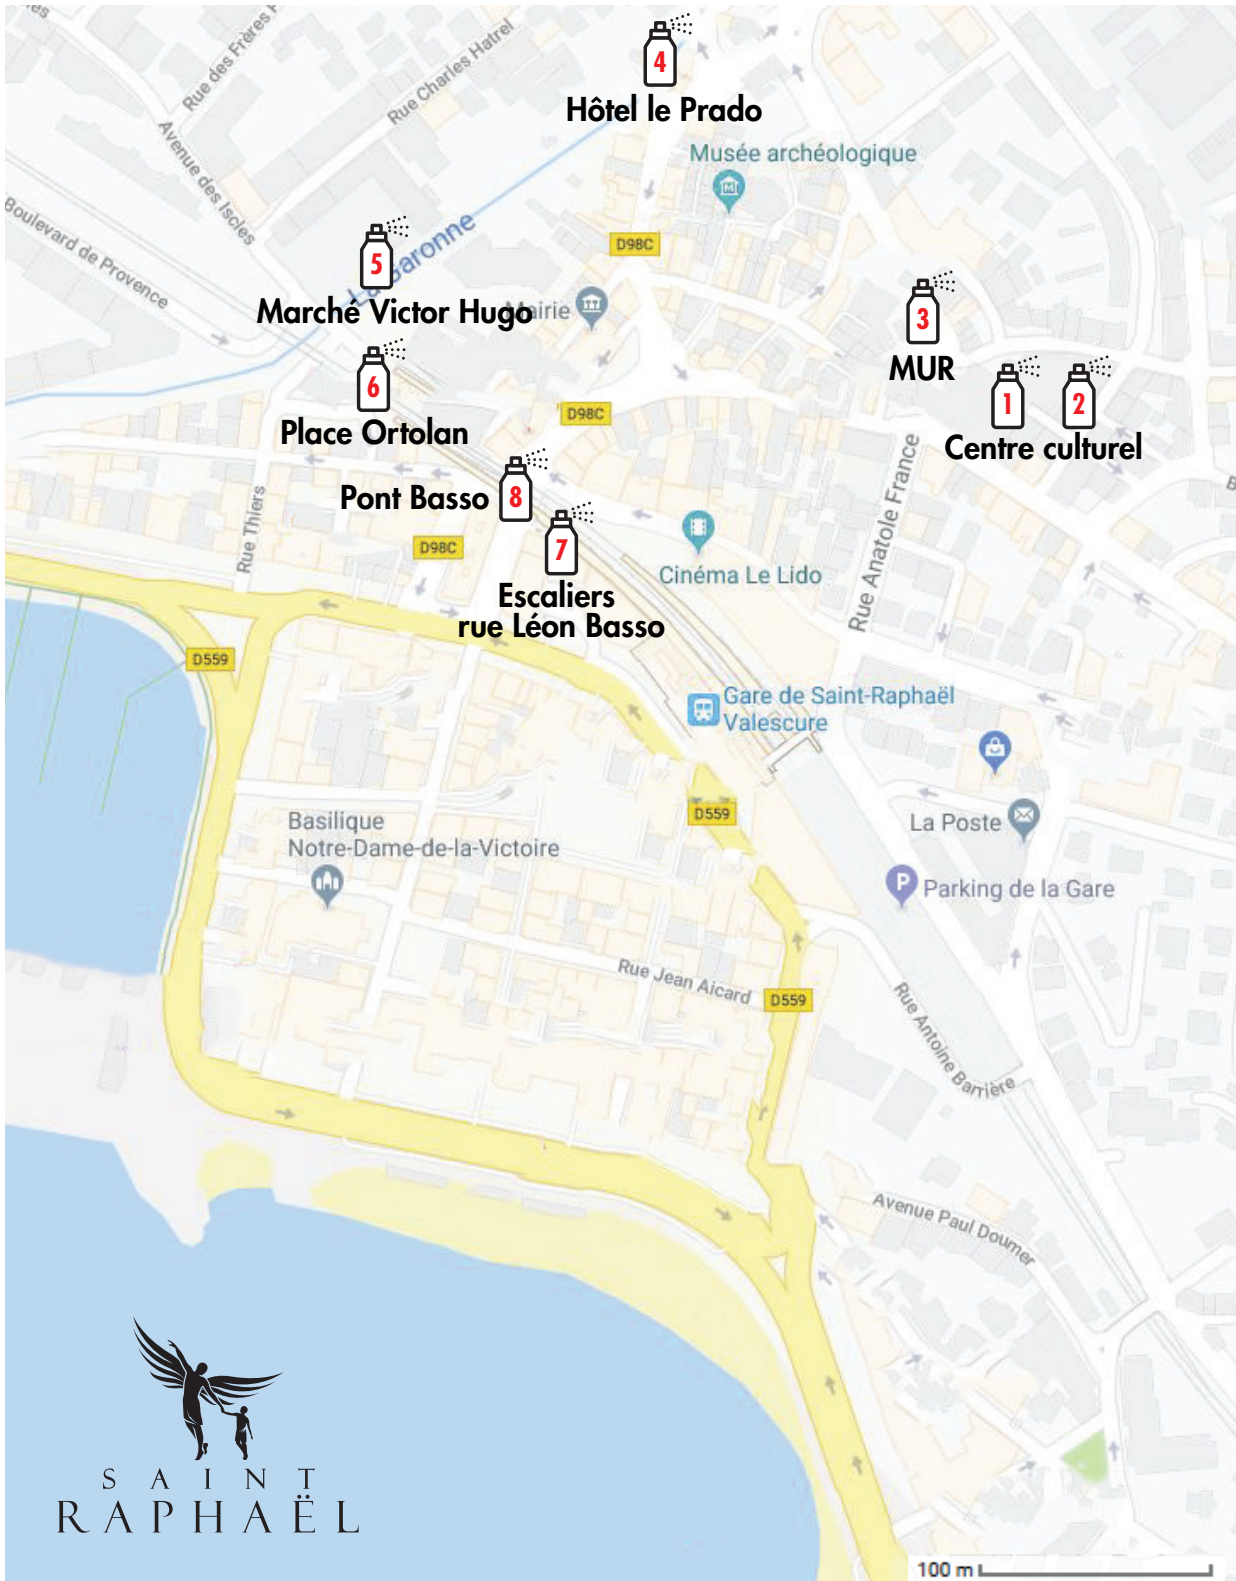 es
Rue des Frères
Rue Charles Hatrel
4
Hôtel le Prado
Avenue des Iscles
Musée archéologique
M
Boulevard de Provence
D98C
5
La Garonne
Marché Victor Hugo
Mairie
3
MUR
6
Place Ortolan
1
2
Centre culturel
D98C
Pont Basso
8
Rue Thiers
D98C
7
Escaliers
rue Léon Basso
Cinéma Le Lido
Rue Anatole France
D559
Gare de Saint-Raphaël
Valescure
D559
La Poste
Basilique
Notre-Dame-de-la-Victoire
P
Parking de la Gare
Rue Jean Aicard
D559
Rue Antoine Barrière
Avenue Paul Doumer
SAINT
RAPHAËL
100 m